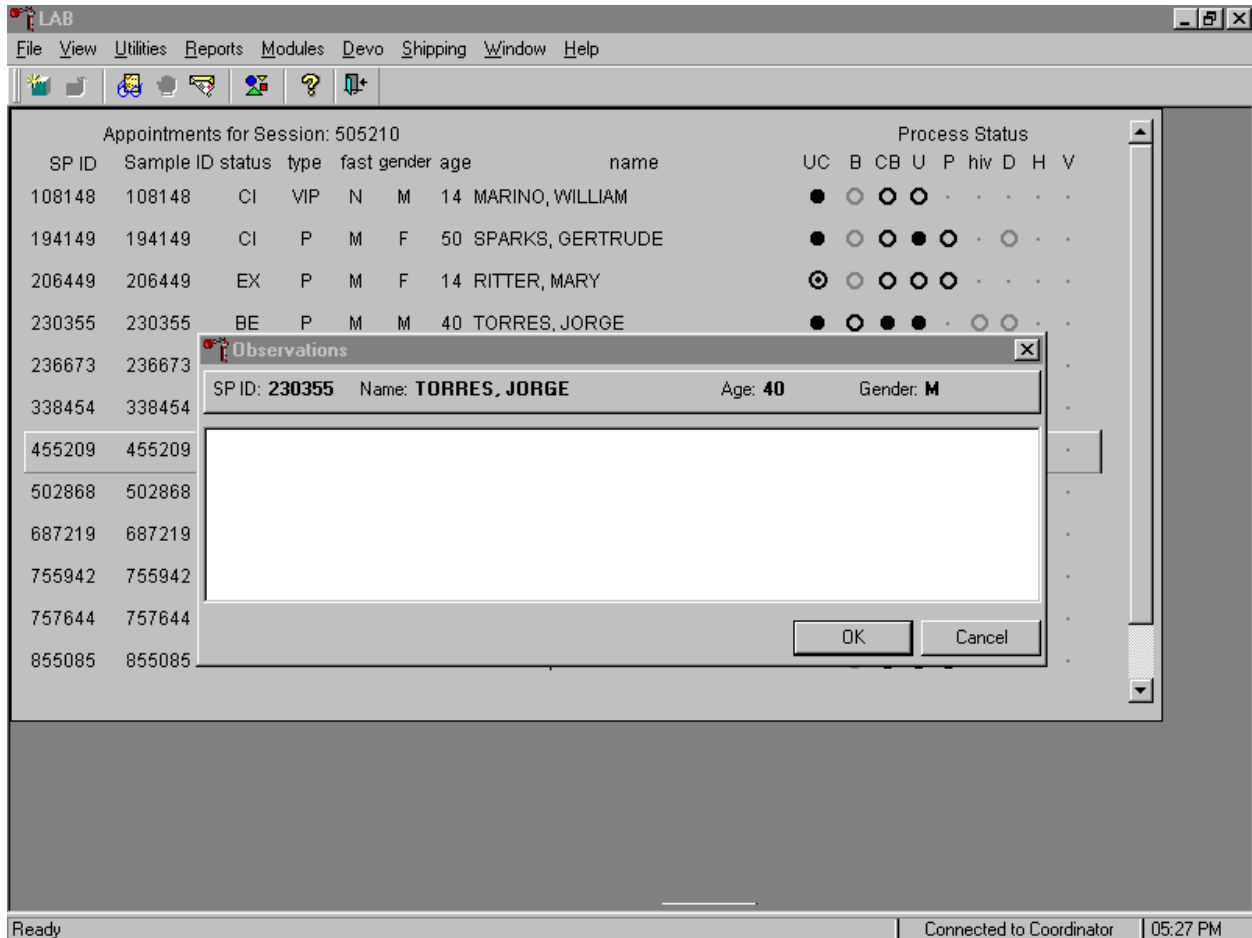 LAB
File View Utilities Reports Modules Devo Shipping Window Help
Appointments for Session: 505210 Process Status
SP ID Sample ID status type fast gender age name UC B CB U P hiv D H V
108148 108148 CI VIP N M 14 MARINO, WILLIAM
194149 194149 CI P M F 50 SPARKS, GERTRUDE
206449 206449 EX P M F 14 RITTER, MARY
230355 230355 BE P M M 40 TORRES, JORGE
236673 236673
338454 338454
455209 455209
502868 502868
687219 687219
755942 755942
757644 757644
855085 855085
Observations
SP ID: 230355 Name: TORRES, JORGE Age: 40 Gender: M
OK Cancel
Ready Connected to Coordinator 05:27 PM